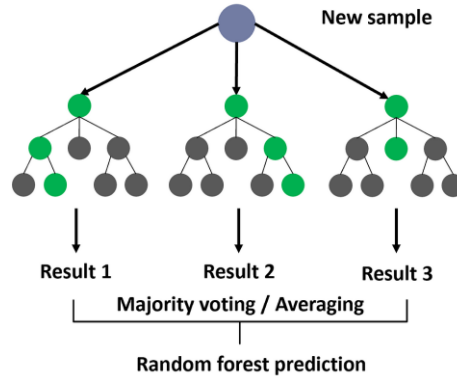 New sample
Result 1 Result 2 Result 3
Majority voting / Averaging
Random forest prediction